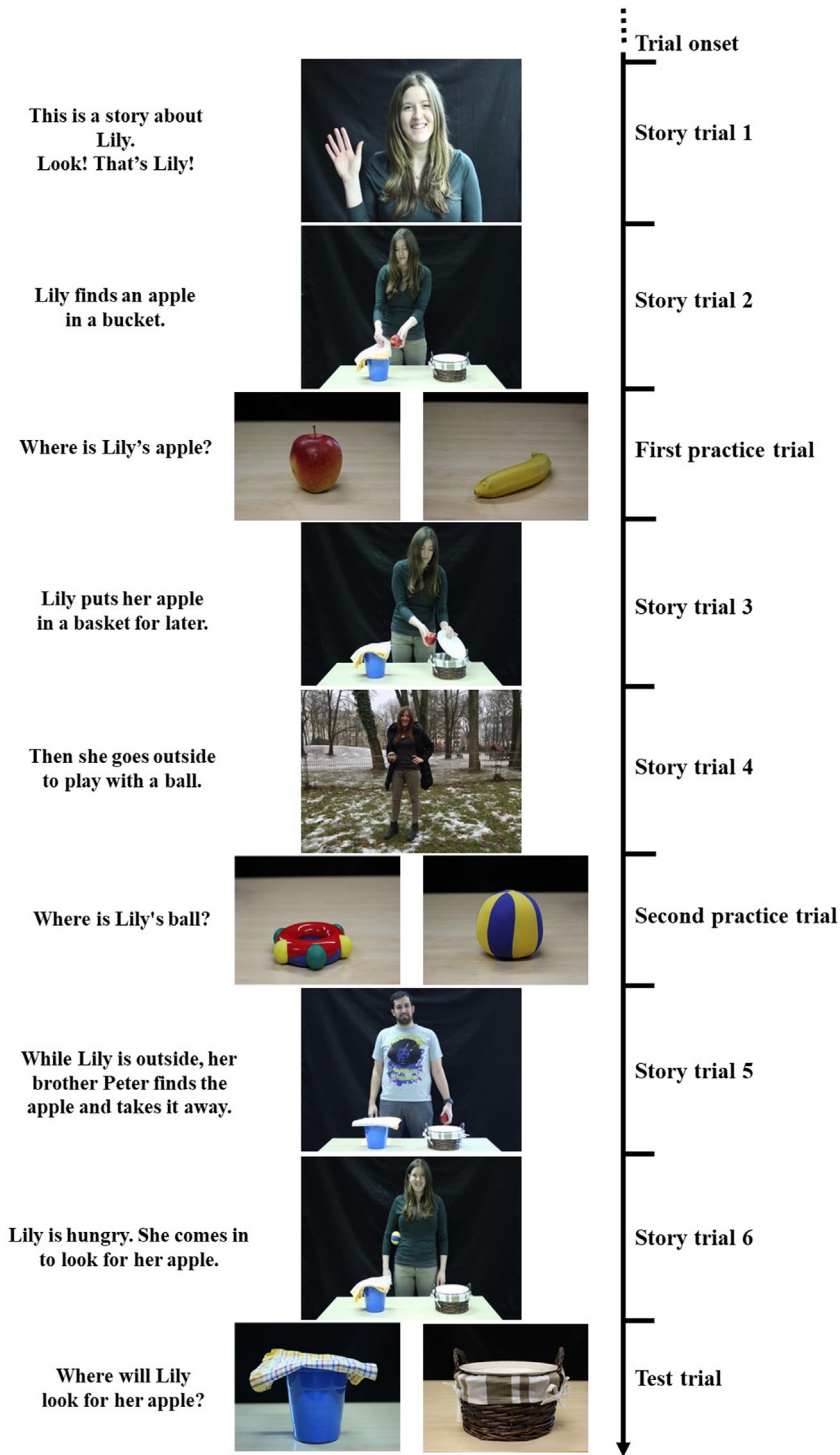 Trial onset
This is a story about
Lily.
Look! That's Lily!
Story trial 1
Lily finds an apple
in a bucket.
Story trial 2
Where is Lily's apple?
First practice trial
Lily puts her apple
in a basket for later.
Story trial 3
Then she goes outside
to play with a ball.
Story trial 4
Where is Lily's ball?
Second practice trial
While Lily is outside, her
brother Peter finds the
apple and takes it away.
Story trial 5
Lily is hungry. She comes in
to look for her apple.
Story trial 6
Where will Lily
look for her apple?
Test trial